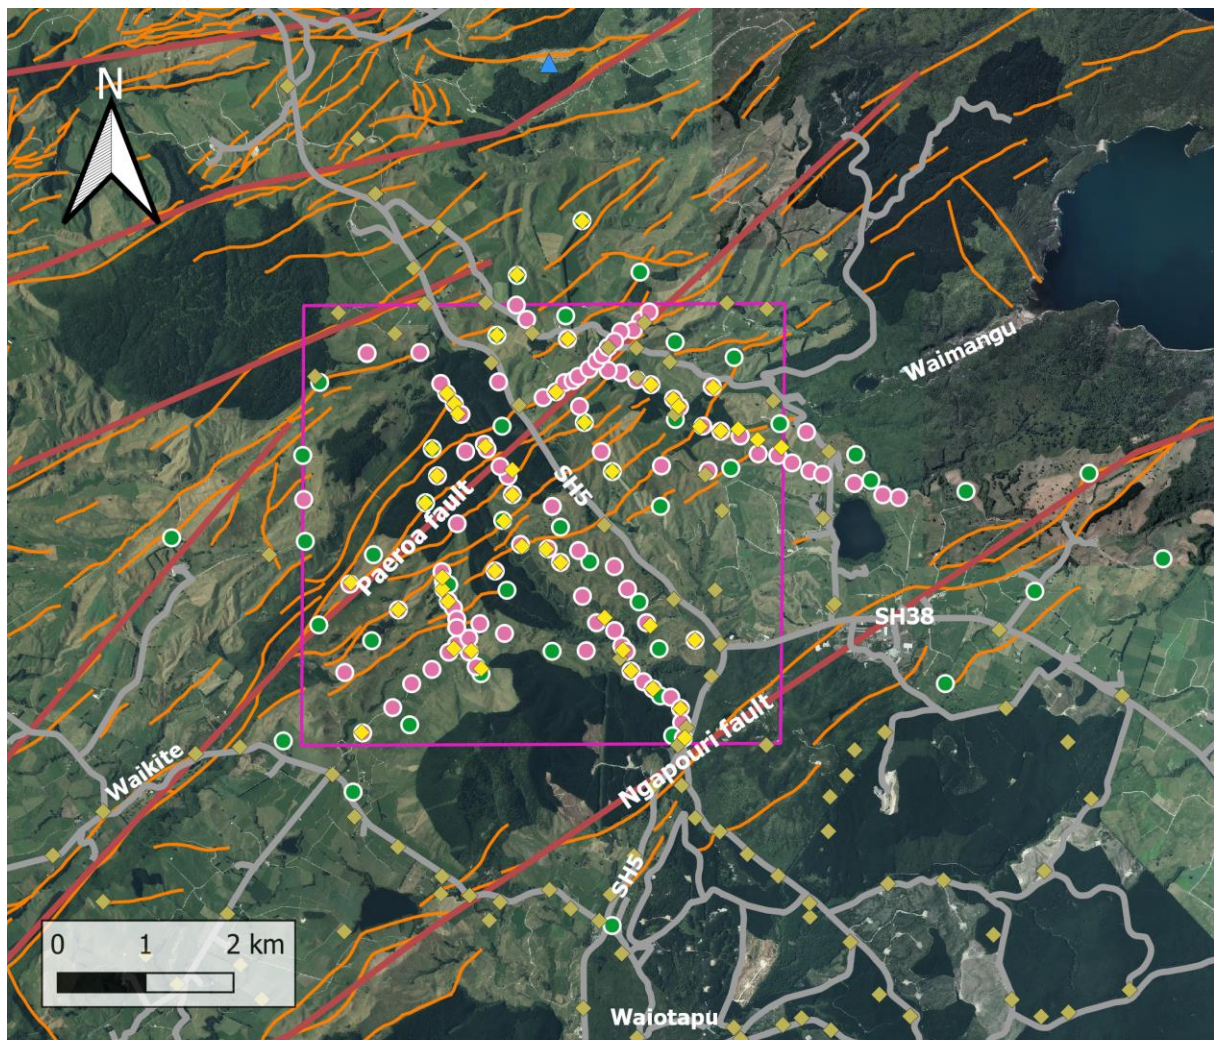 N
Waimangu
SH5
Paeroa fault
SH38
Ngapouri fault
Waikite
SH5
0 1 2 km
Waiotapu